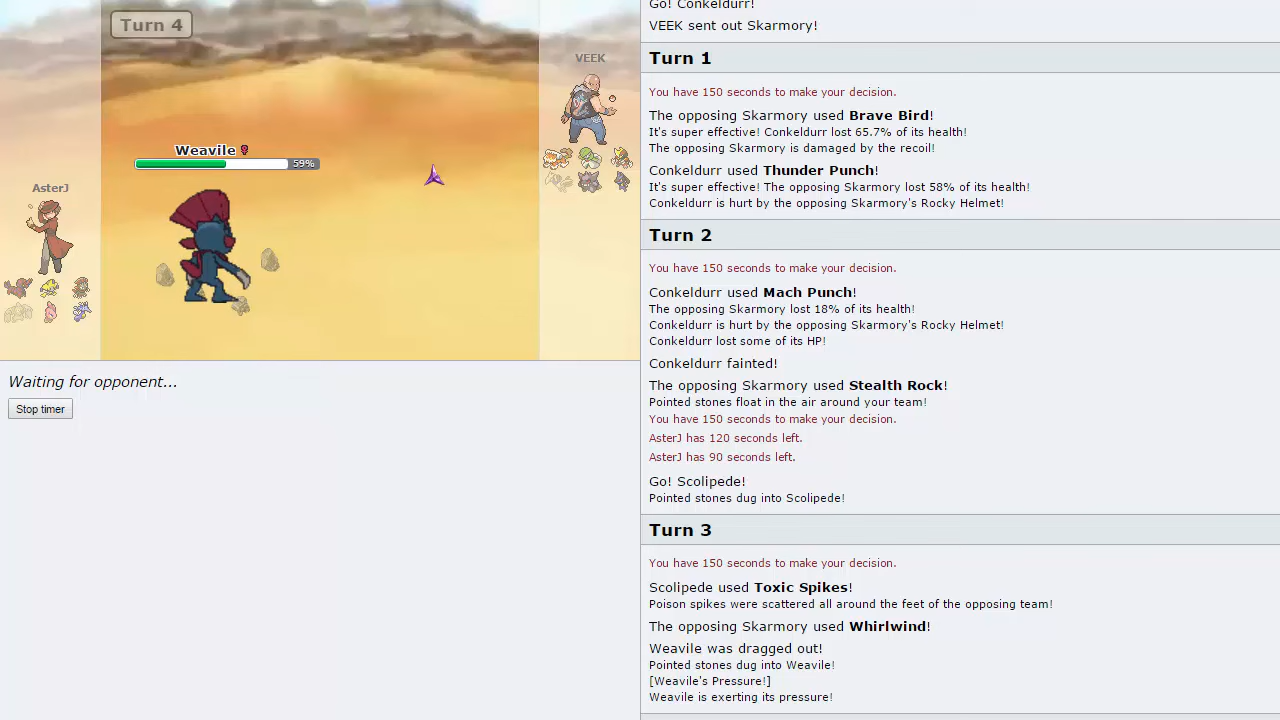 Turn 4
VEEK
Weavile
59%
AsterJ
Waiting for opponent...
Stop timer
Go! Conkeldurr!
VEEK sent out Skarmory!
Turn 1
You have 150 seconds to make your decision.
The opposing Skarmory used Brave Bird!
It's super effective! Conkeldurr lost 65.7% of its health!
The opposing Skarmory is damaged by the recoil!
Conkeldurr used Thunder Punch!
It's super effective! The opposing Skarmory lost 58% of its health!
Conkeldurr is hurt by the opposing Skarmory's Rocky Helmet!
Turn 2
You have 150 seconds to make your decision.
Conkeldurr used Mach Punch!
The opposing Skarmory lost 18% of its health!
Conkeldurr is hurt by the opposing Skarmory's Rocky Helmet!
Conkeldurr lost some of its HP!
Conkeldurr fainted!
The opposing Skarmory used Stealth Rock!
Pointed stones float in the air around your team!
You have 150 seconds to make your decision.
AsterJ has 120 seconds left.
AsterJ has 90 seconds left.
Go! Scolipede!
Pointed stones dug into Scolipede!
Turn 3
You have 150 seconds to make your decision.
Scolipede used Toxic Spikes!
Poison spikes were scattered all around the feet of the opposing team!
The opposing Skarmory used Whirlwind!
Weavile was dragged out!
Pointed stones dug into Weavile!
[Weavile's Pressure!]
Weavile is exerting its pressure!